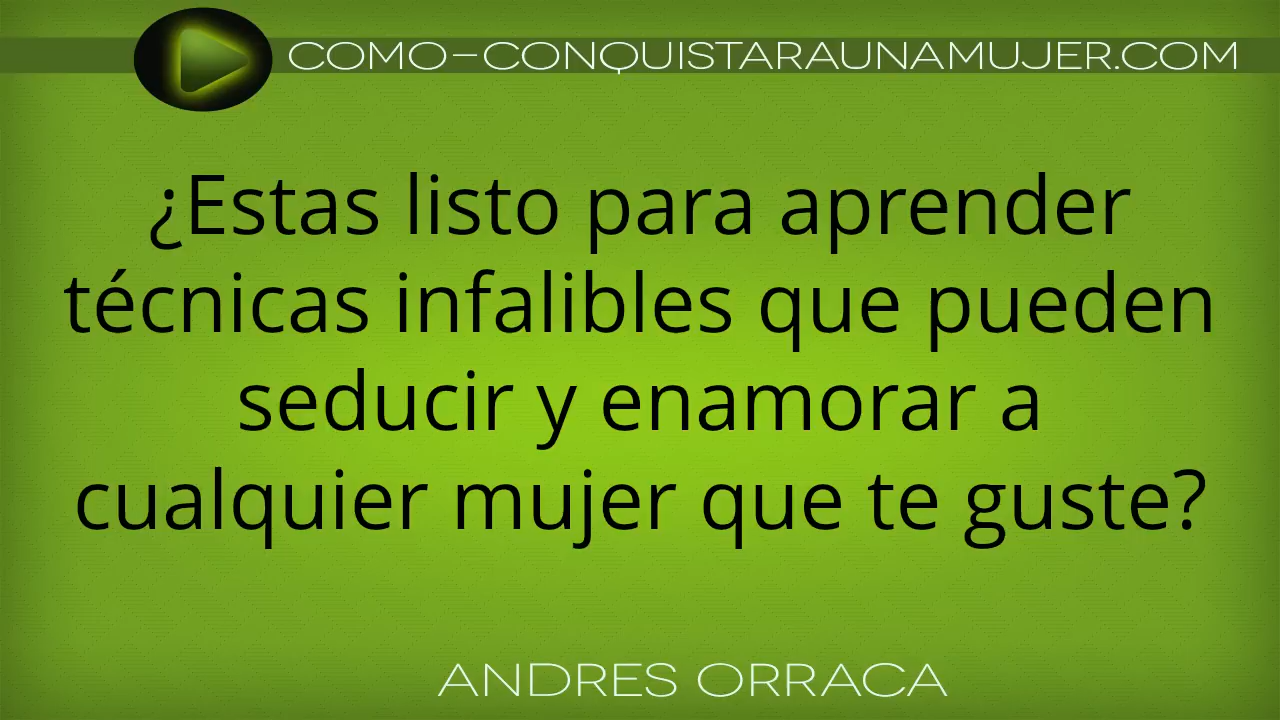 COMO-CONQUISTARAUNAMUJER.COM
¿Estas listo para aprender
técnicas infalibles que pueden
seducir y enamorar a
cualquier mujer que te guste?
ANDRES ORRACA